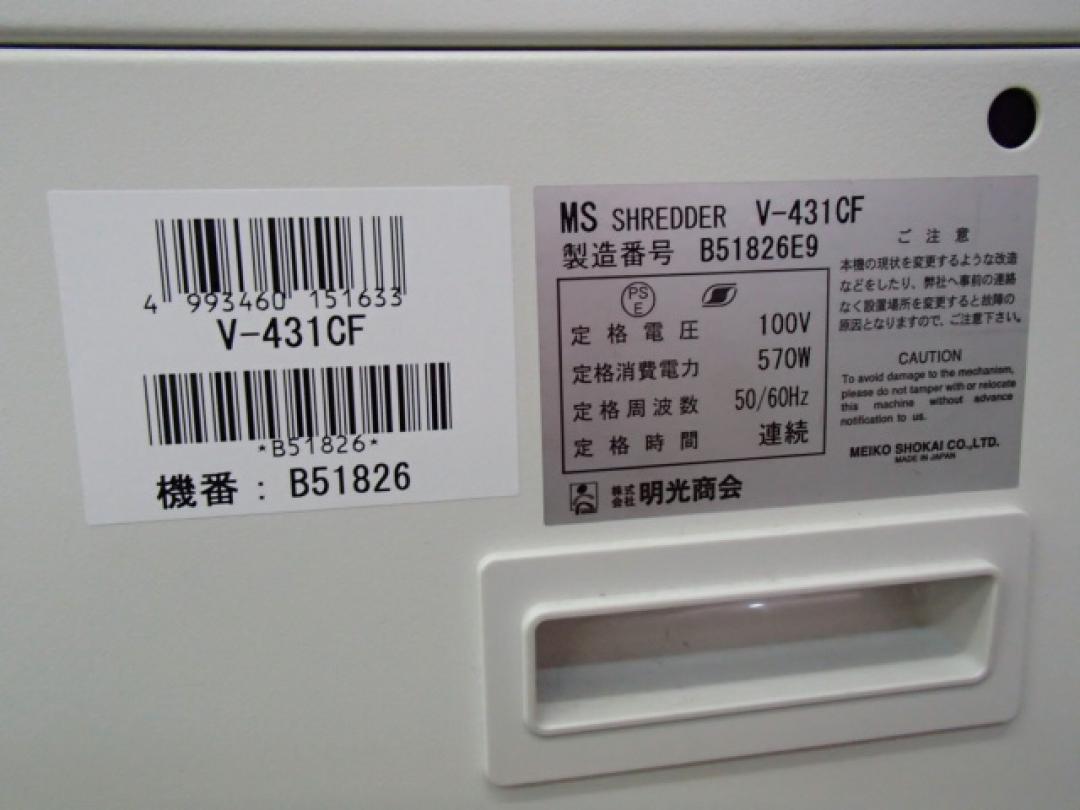 4 993460 151633
V-431CF
*B51826*
機番: B51826
MS SHREDDER V-431CF
製造番号 B51826E9
PS
E
定格電圧 100V
定格消費電力 570W
定格周波数 50/60Hz
定格時間 連続
株式
会社 明光商会
ご注意
本機の現状を変更するような改造
などをしたり、弊社へ事前の連絡
なく設置場所を変更すると故障の
原因となりますので、ご注意下さい。
CAUTION
To avoid damage to the mechanism,
please do not tamper with or relocate
this machine without advance
notification to us.
MEIKO SHOKAI CO.,LTD.
MADE IN JAPAN